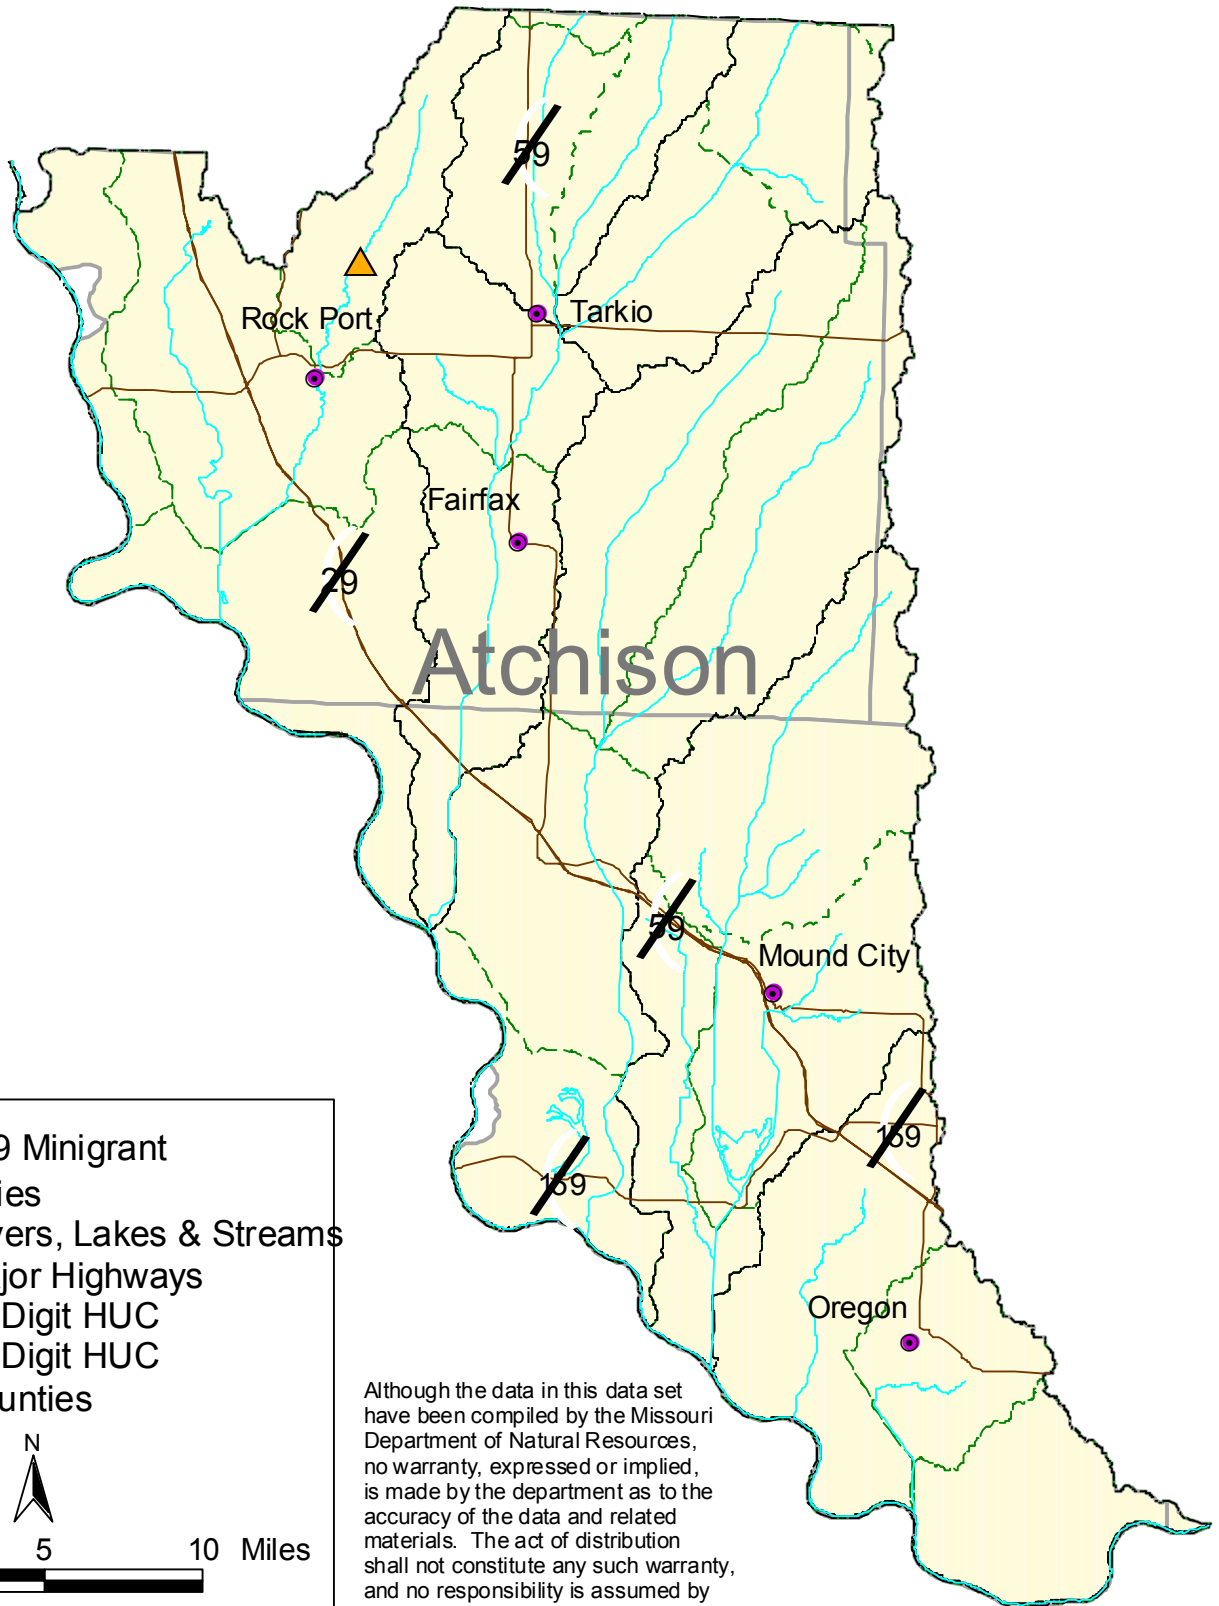 59
Rock Port
Tarkio
Fairfax
29
Atchison
59
Mound City
159
159
Oregon
9 Minigrant
ies
vers, Lakes & Streams
jor Highways
Digit HUC
Digit HUC
unties
N
5 10 Miles
Although the data in this data set
have been compiled by the Missouri
Department of Natural Resources,
no warranty, expressed or implied,
is made by the department as to the
accuracy of the data and related
materials. The act of distribution
shall not constitute any such warranty,
and no responsibility is assumed by